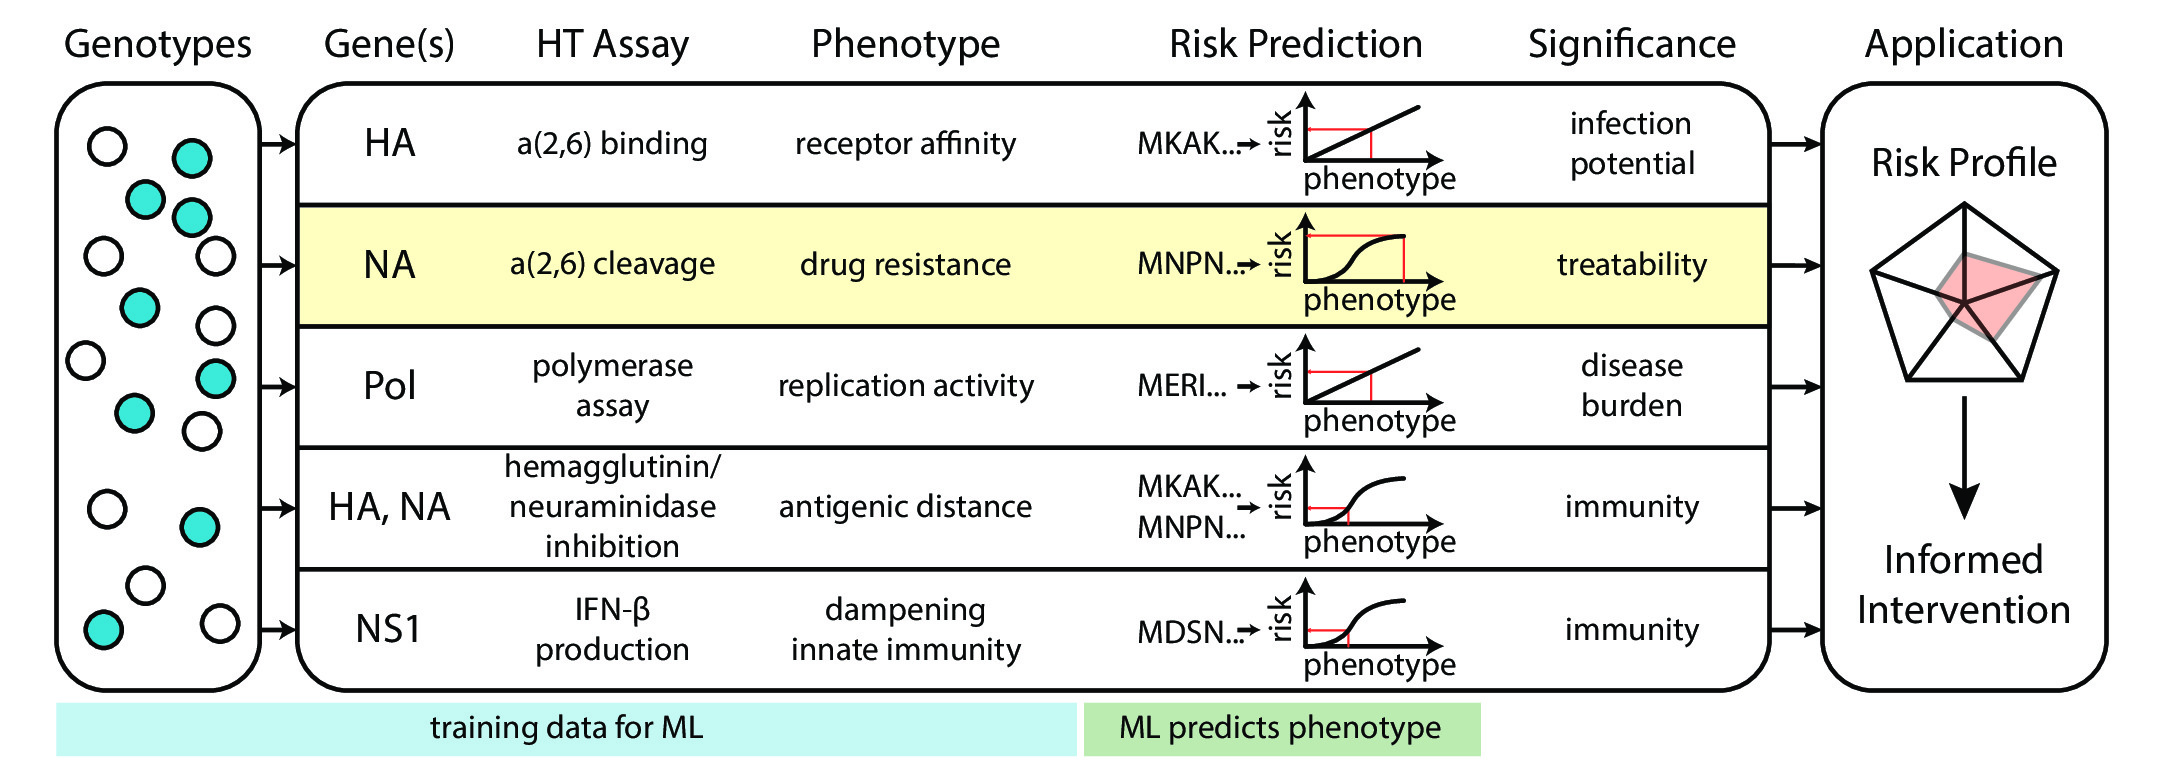 Genotypes
Gene(s)
HT Assay
Phenotype
Risk Prediction
Significance
Application
HA
a(2,6) binding
receptor affinity
MKAK...
risk
phenotype
infection
potential
NA
a(2,6) cleavage
drug resistance
MNPN...
risk
phenotype
treatability
Pol
polymerase
assay
replication activity
MERI...
risk
phenotype
disease
burden
HA, NA
hemagglutinin/
neuraminidase
inhibition
antigenic distance
MKAK...
MNPN...
risk
phenotype
immunity
NS1
IFN-β
production
dampening
innate immunity
MDSN...
risk
phenotype
immunity
Risk Profile
Informed
Intervention
training data for ML
ML predicts phenotype